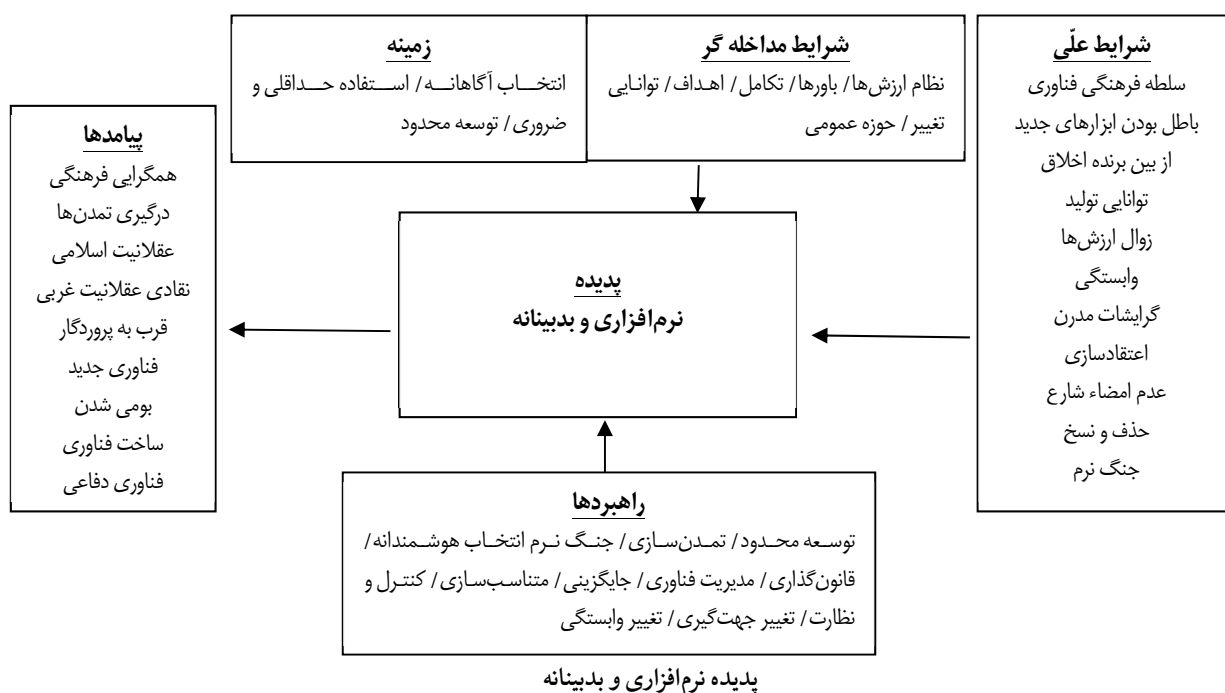 شرایط علّی
سلطه فرهنگی فناوری
باطل بودن ابزارهای جدید
از بین برنده اخلاق
توانایی تولید
زوال ارزش‌ها
وابستگی
گرایشات مدرن
اعتقادسازی
عدم امضاء شارع
حذف و نسخ
جنگ نرم
شرایط مداخله گر
نظام ارزش‌ها/ باورها/ تکامل/ اهداف/ توانایی
تغییر/ حوزه عمومی
زمینه
انتخاب آگاهانه/ استفاده حداقلی و
ضروری/ توسعه محدود
پدیده
نرم‌افزاری و بدبینانه
راهبردها
توسعه محدود/ تمدن‌سازی/ جنگ نرم انتخاب هوشمندانه/
قانون‌گذاری/ مدیریت فناوری/ جایگزینی/ متناسب‌سازی/ کنترل و
نظارت/ تغییر جهت‌گیری/ تغییر وابستگی
پیامدها
همگرایی فرهنگی
درگیری تمدن‌ها
عقلانیت اسلامی
نقادی عقلانیت غربی
قرب به پروردگار
فناوری جدید
بومی شدن
ساخت فناوری
فناوری دفاعی
پدیده نرم‌افزاری و بدبینانه